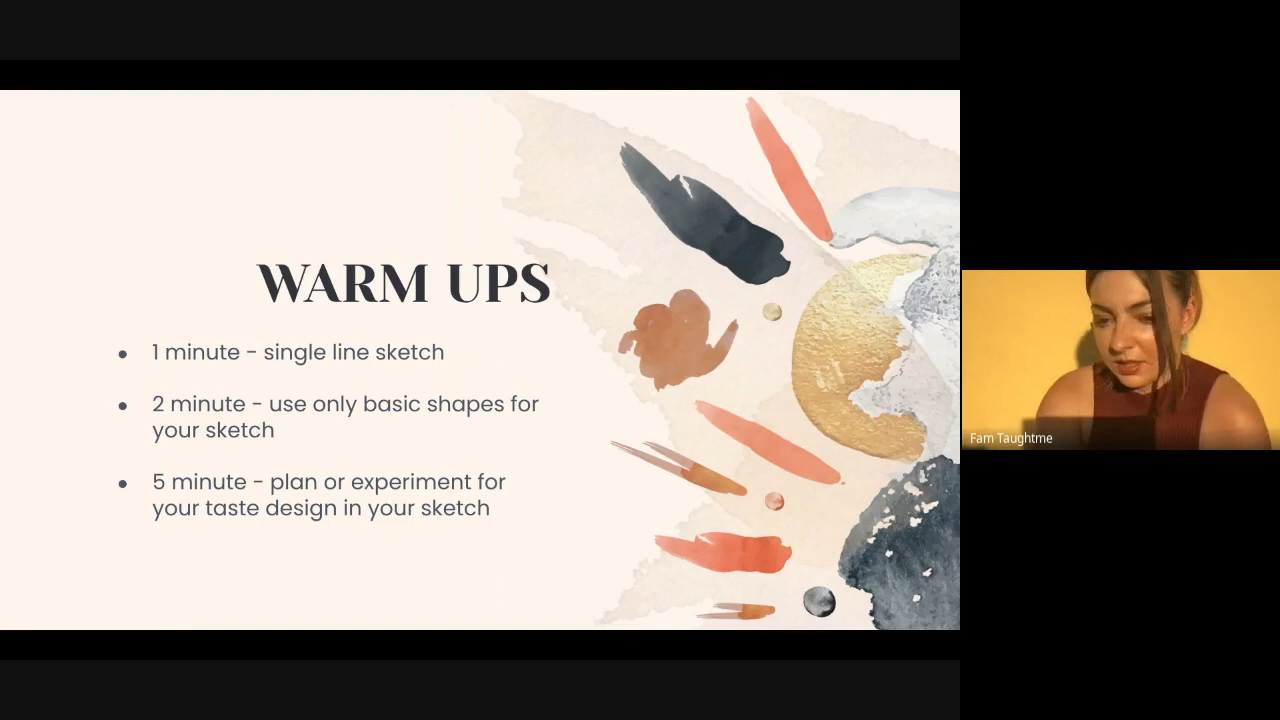 WARM UPS
● 1 minute - single line sketch
● 2 minute - use only basic shapes for
your sketch
● 5 minute - plan or experiment for
your taste design in your sketch
Fam Taughtme